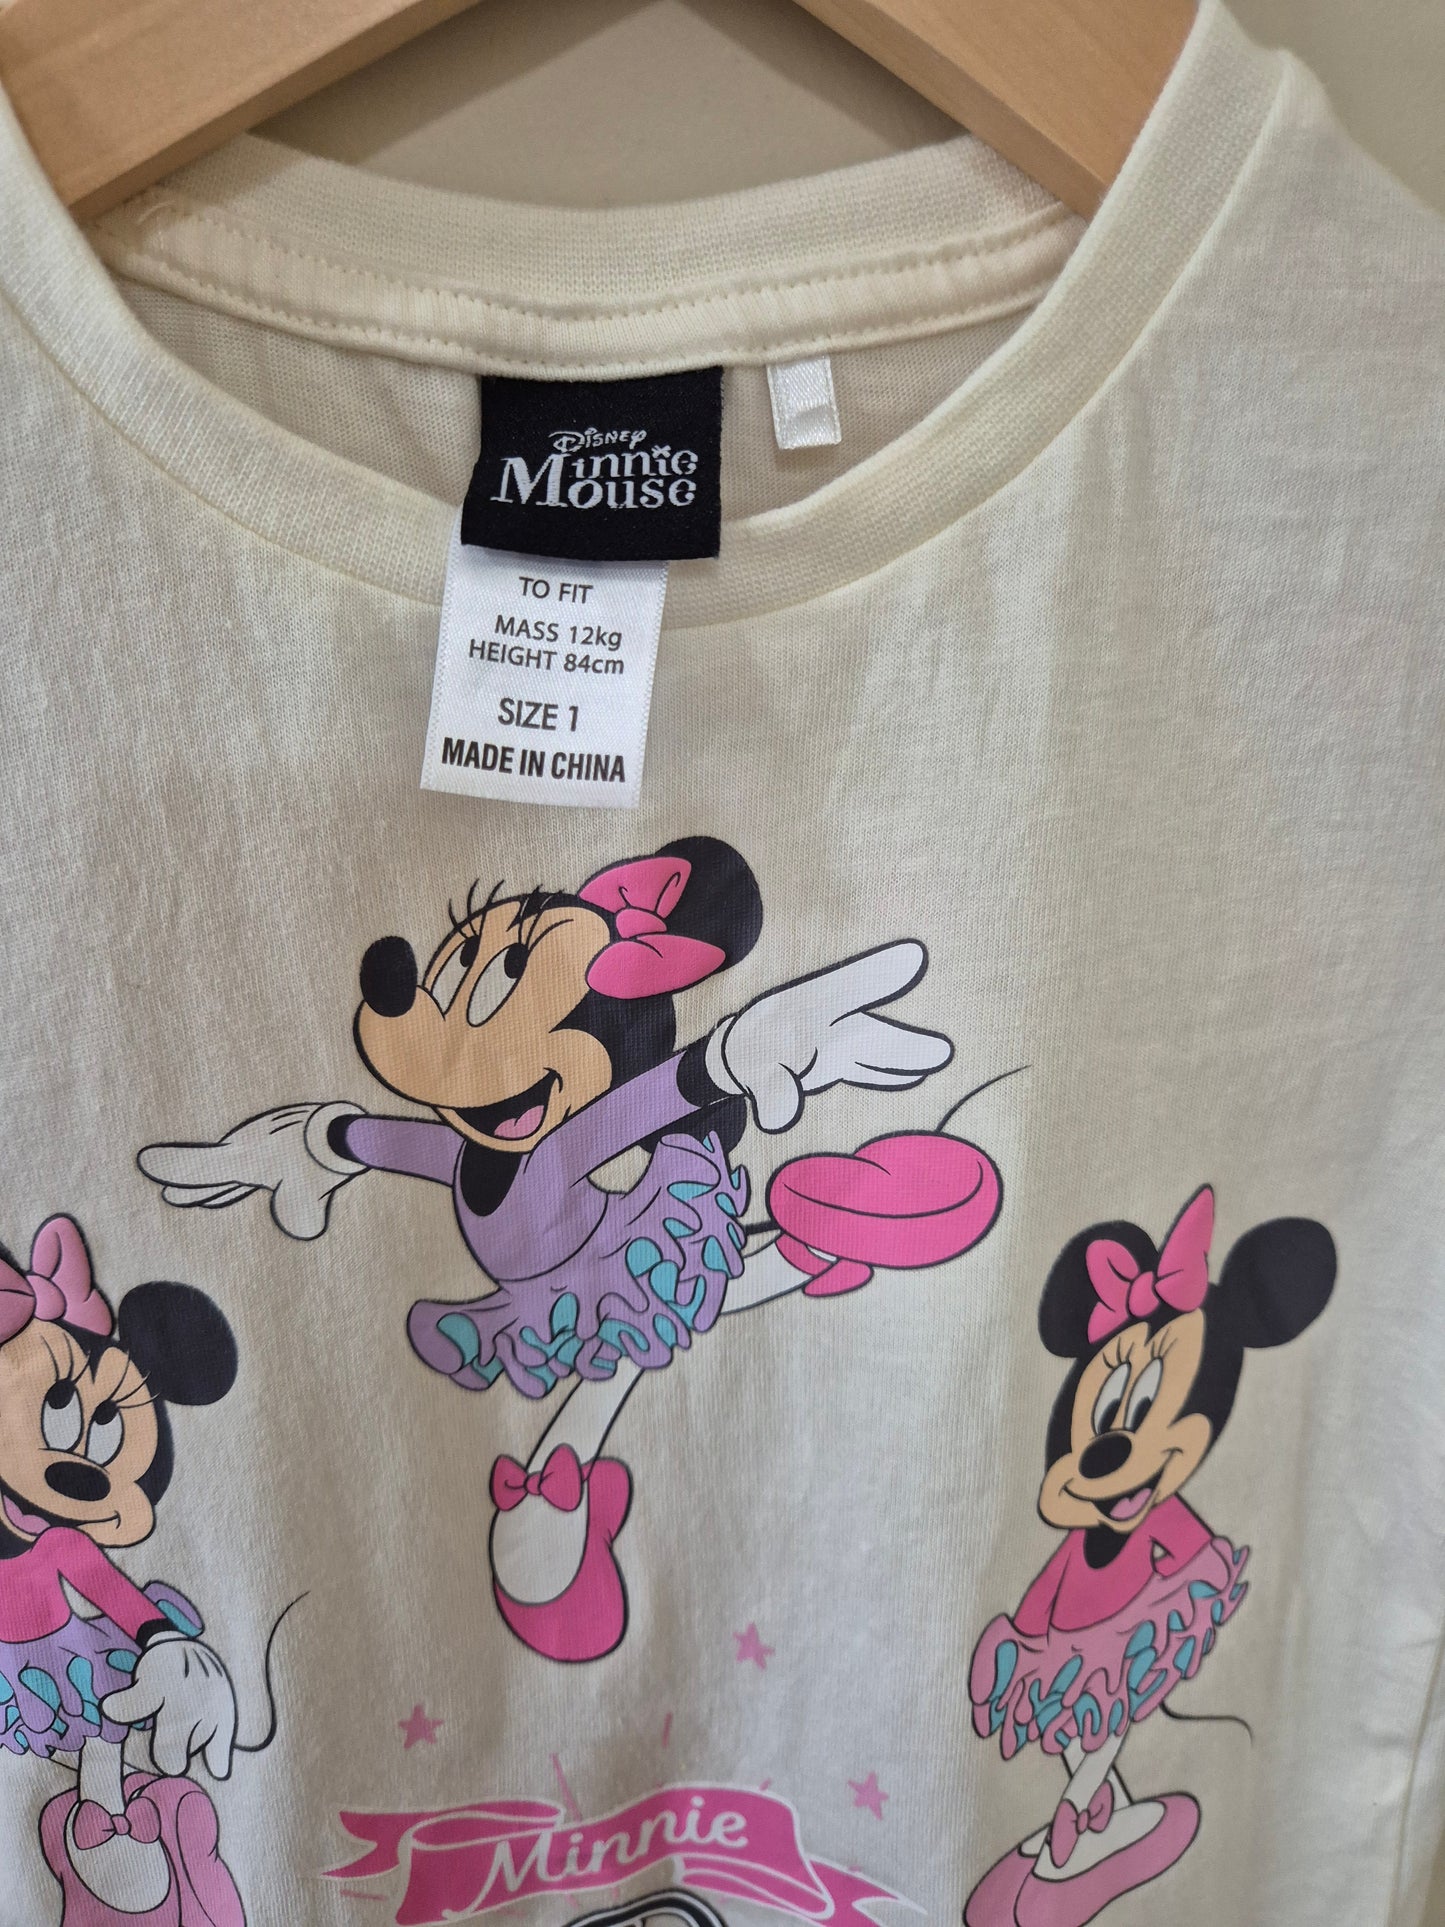 Disney
Minnie
Mouse
TO FIT
MASS 12kg
HEIGHT 84cm
SIZE 1
MADE IN CHINA
Minnie